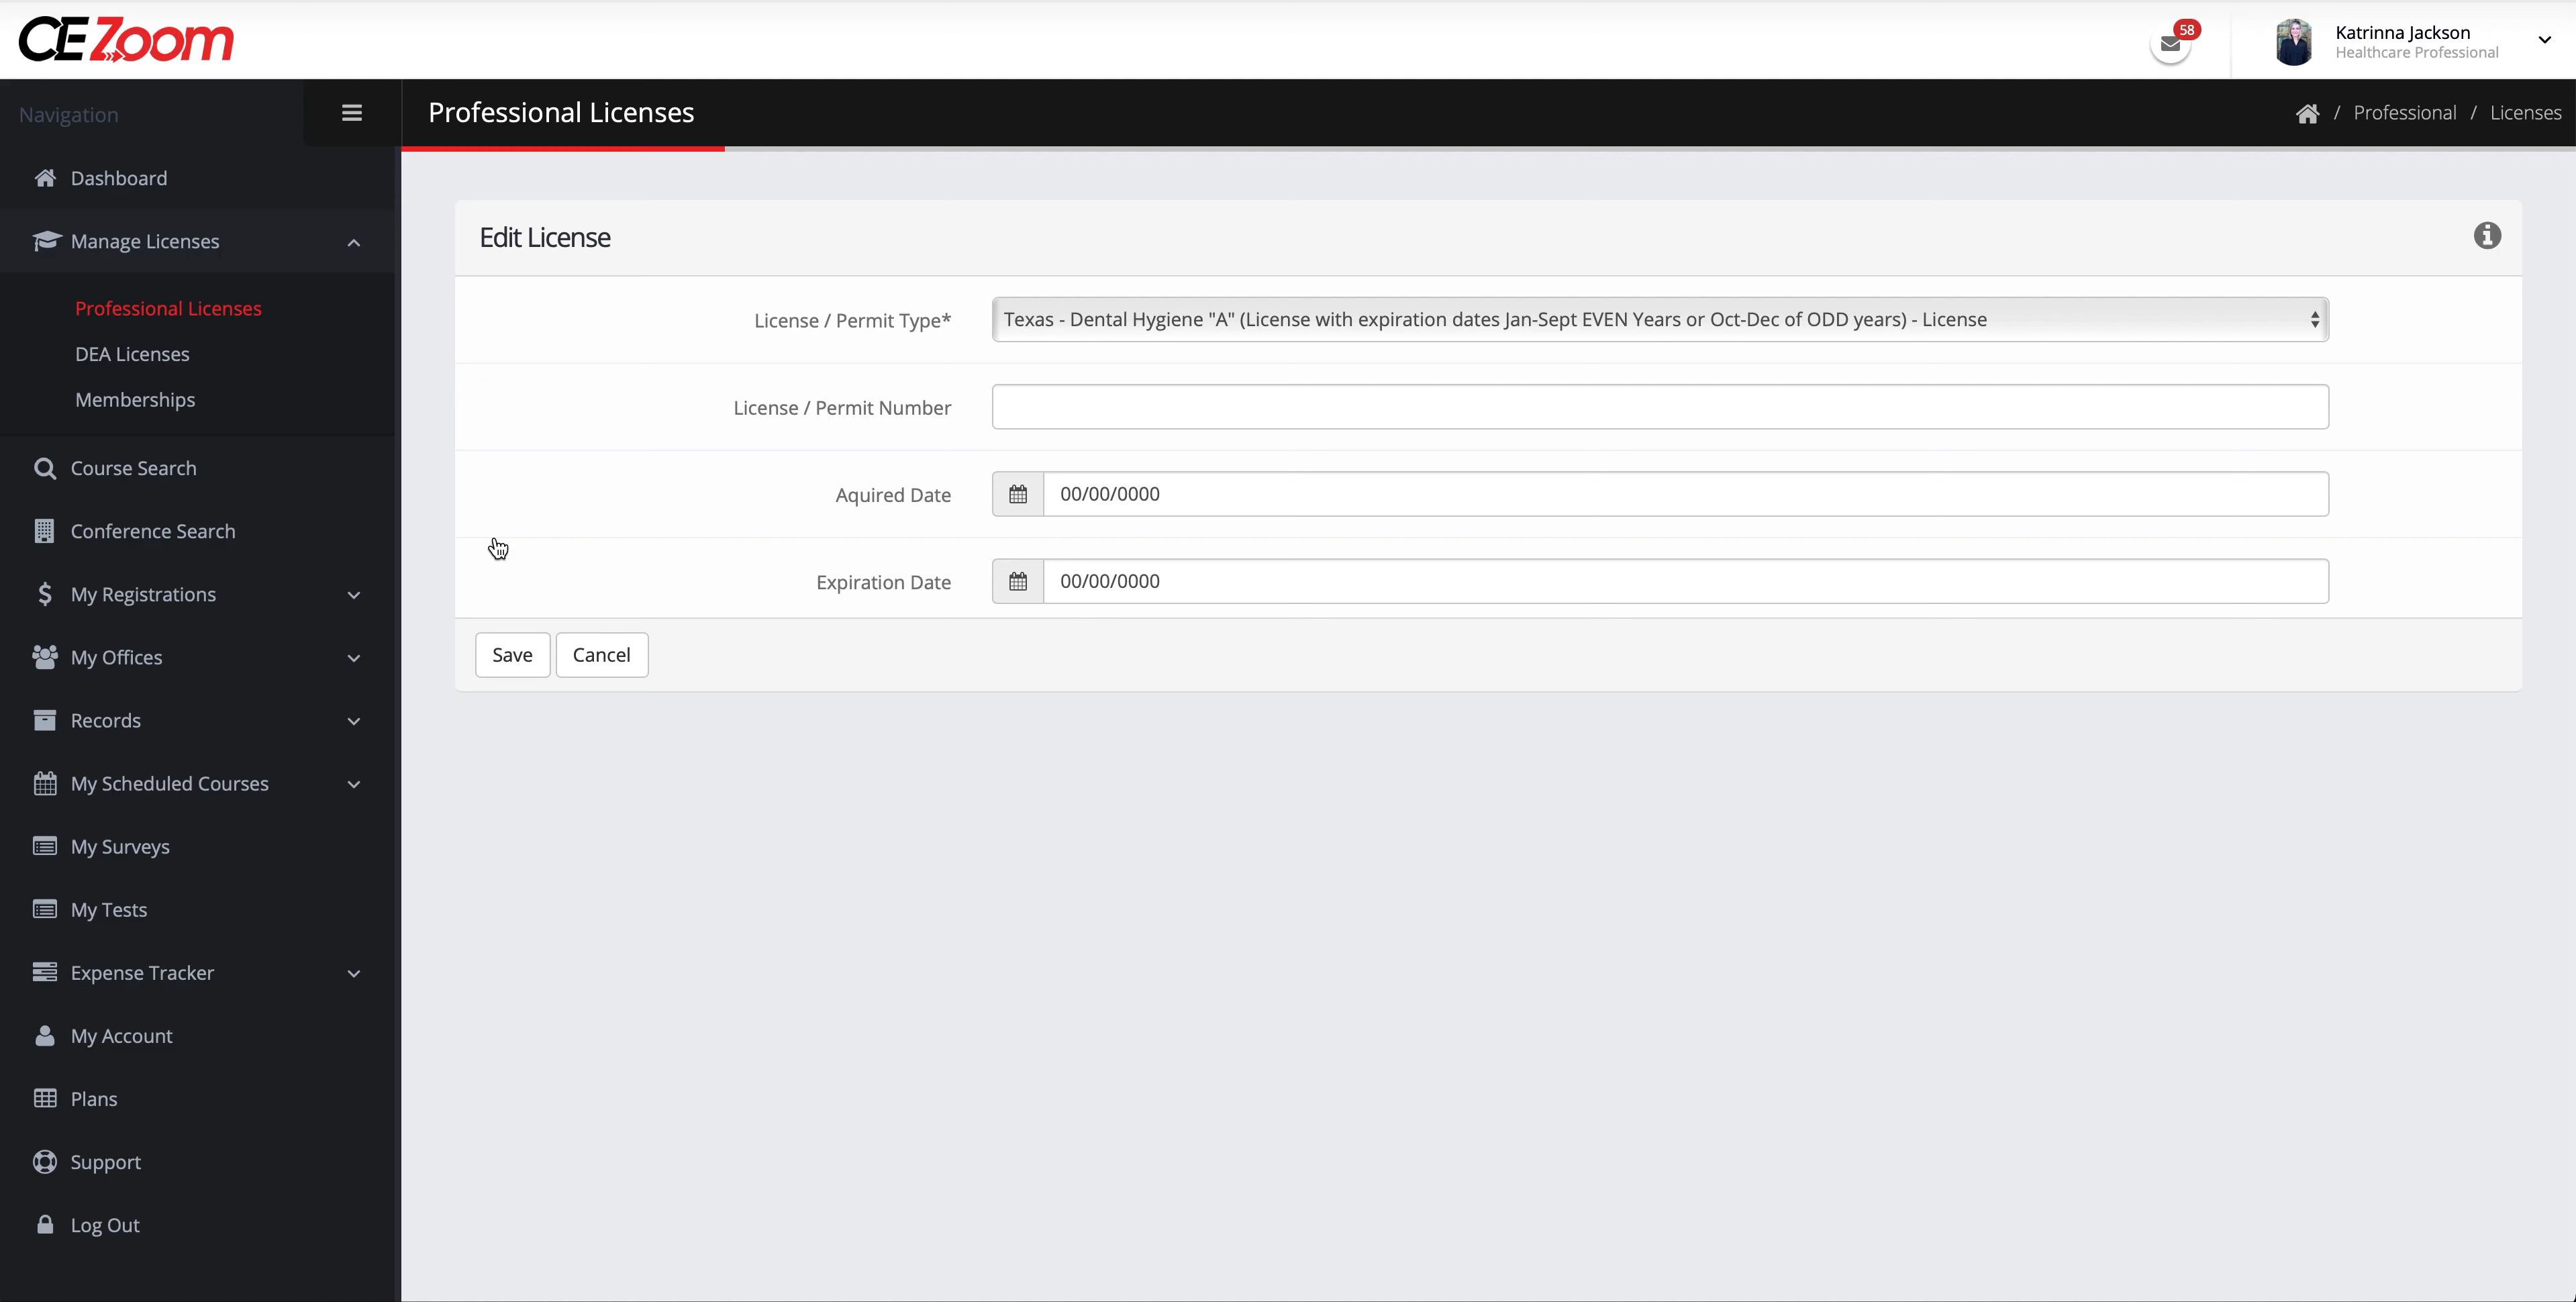 CEZoom
58
Katrinna Jackson
Healthcare Professional
Navigation
Professional Licenses
/ Professional / Licenses
Dashboard
Manage Licenses
Professional Licenses
DEA Licenses
Memberships
Course Search
Conference Search
My Registrations
My Offices
Records
My Scheduled Courses
My Surveys
My Tests
Expense Tracker
My Account
Plans
Support
Log Out
Edit License
License / Permit Type*
Texas - Dental Hygiene "A" (License with expiration dates Jan-Sept EVEN Years or Oct-Dec of ODD years) - License
License / Permit Number
Aquired Date
00/00/0000
Expiration Date
00/00/0000
Save
Cancel